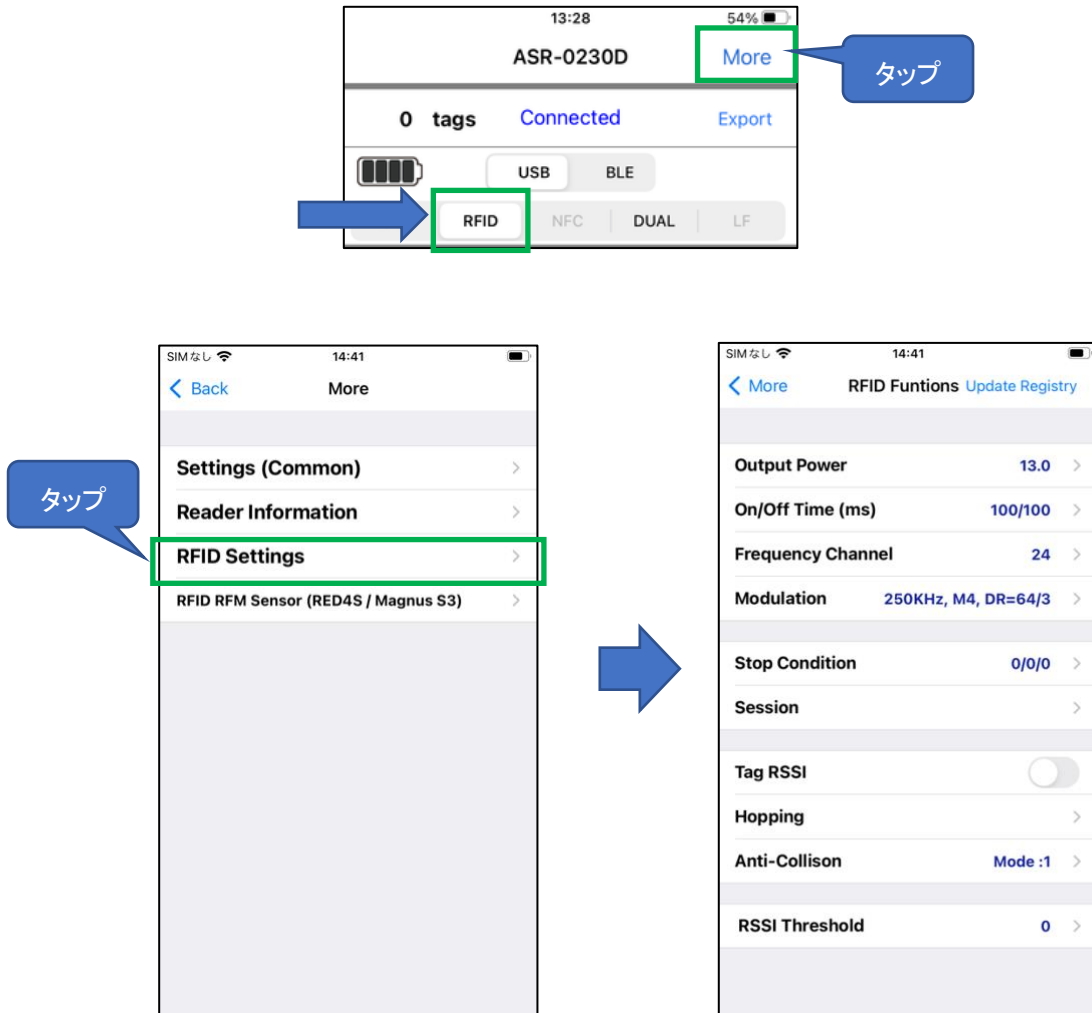 13:28 54%
ASR-0230D More
タップ
0 tags Connected Export
USB BLE
RFID NFC DUAL LF
SIMなし 14:41
Back More
Settings (Common)
タップ
Reader Information
RFID Settings
RFID RFM Sensor (RED4S / Magnus S3)
SIMなし 14:41
More RFID Funtions Update Registry
Output Power 13.0
On/Off Time (ms) 100/100
Frequency Channel 24
Modulation 250KHz, M4, DR=64/3
Stop Condition 0/0/0
Session
Tag RSSI
Hopping
Anti-Collison Mode :1
RSSI Threshold 0